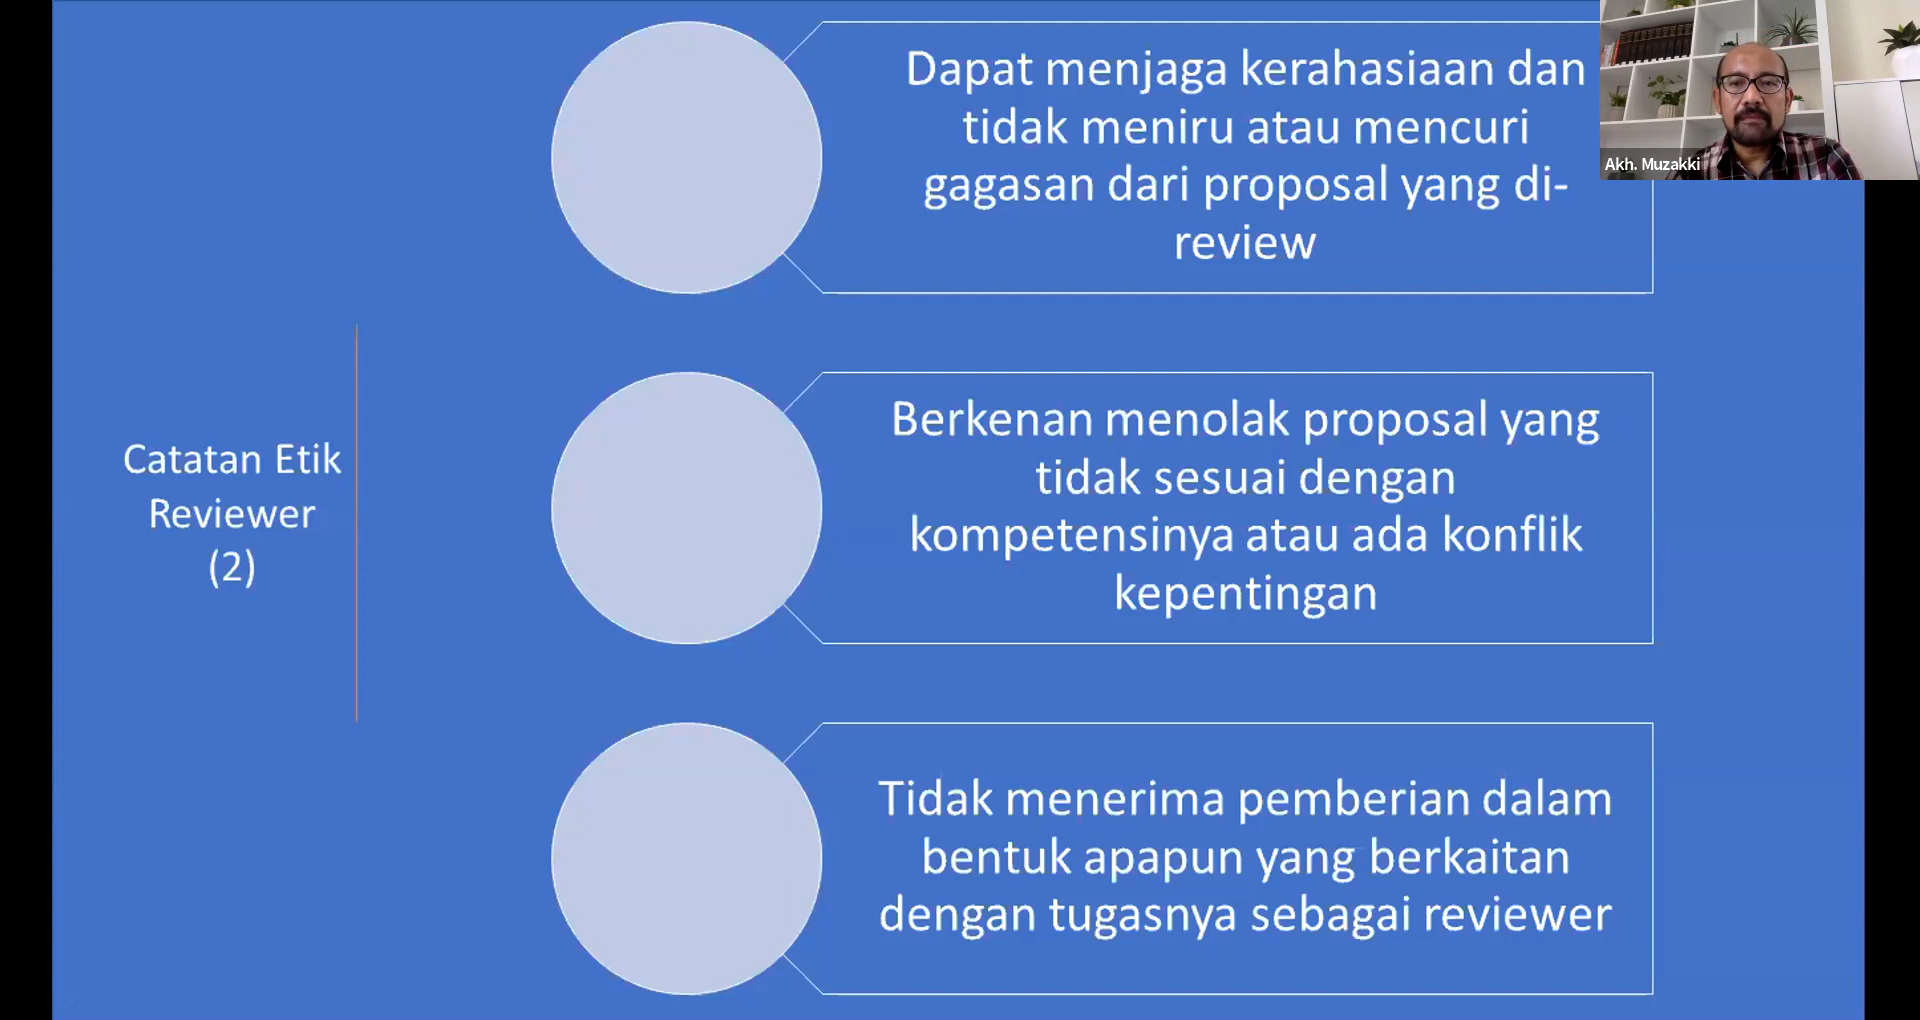 Catatan Etik
Reviewer
(2)
Dapat menjaga kerahasiaan dan
tidak meniru atau mencuri
gagasan dari proposal yang di-
review
Berkenan menolak proposal yang
tidak sesuai dengan
kompetensinya atau ada konflik
kepentingan
Tidak menerima pemberian dalam
bentuk apapun yang berkaitan
dengan tugasnya sebagai reviewer
Akh. Muzakki